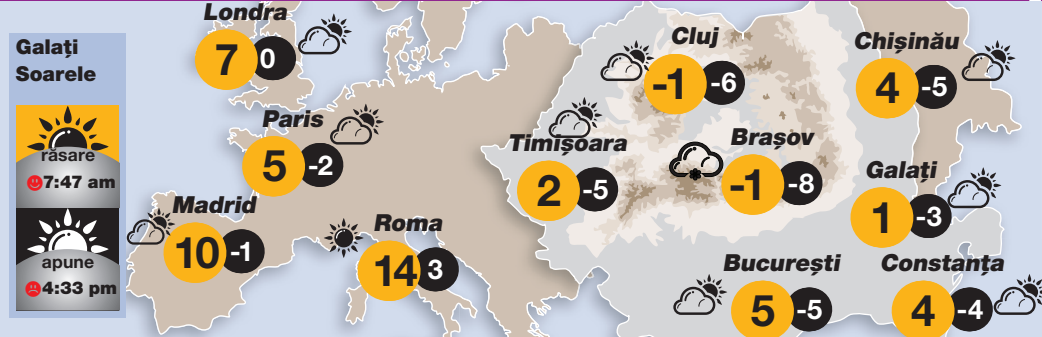 Galați
Soarele
răsare
7:47 am
apune
4:33 pm
Londra
7 0
Paris
5 -2
Madrid
10 -1
Roma
14 3
Cluj
-1 -6
Timișoara
2 -5
Brașov
-1 -8
Chișinău
4 -5
Galați
1 -3
București
5 -5
Constanța
4 -4